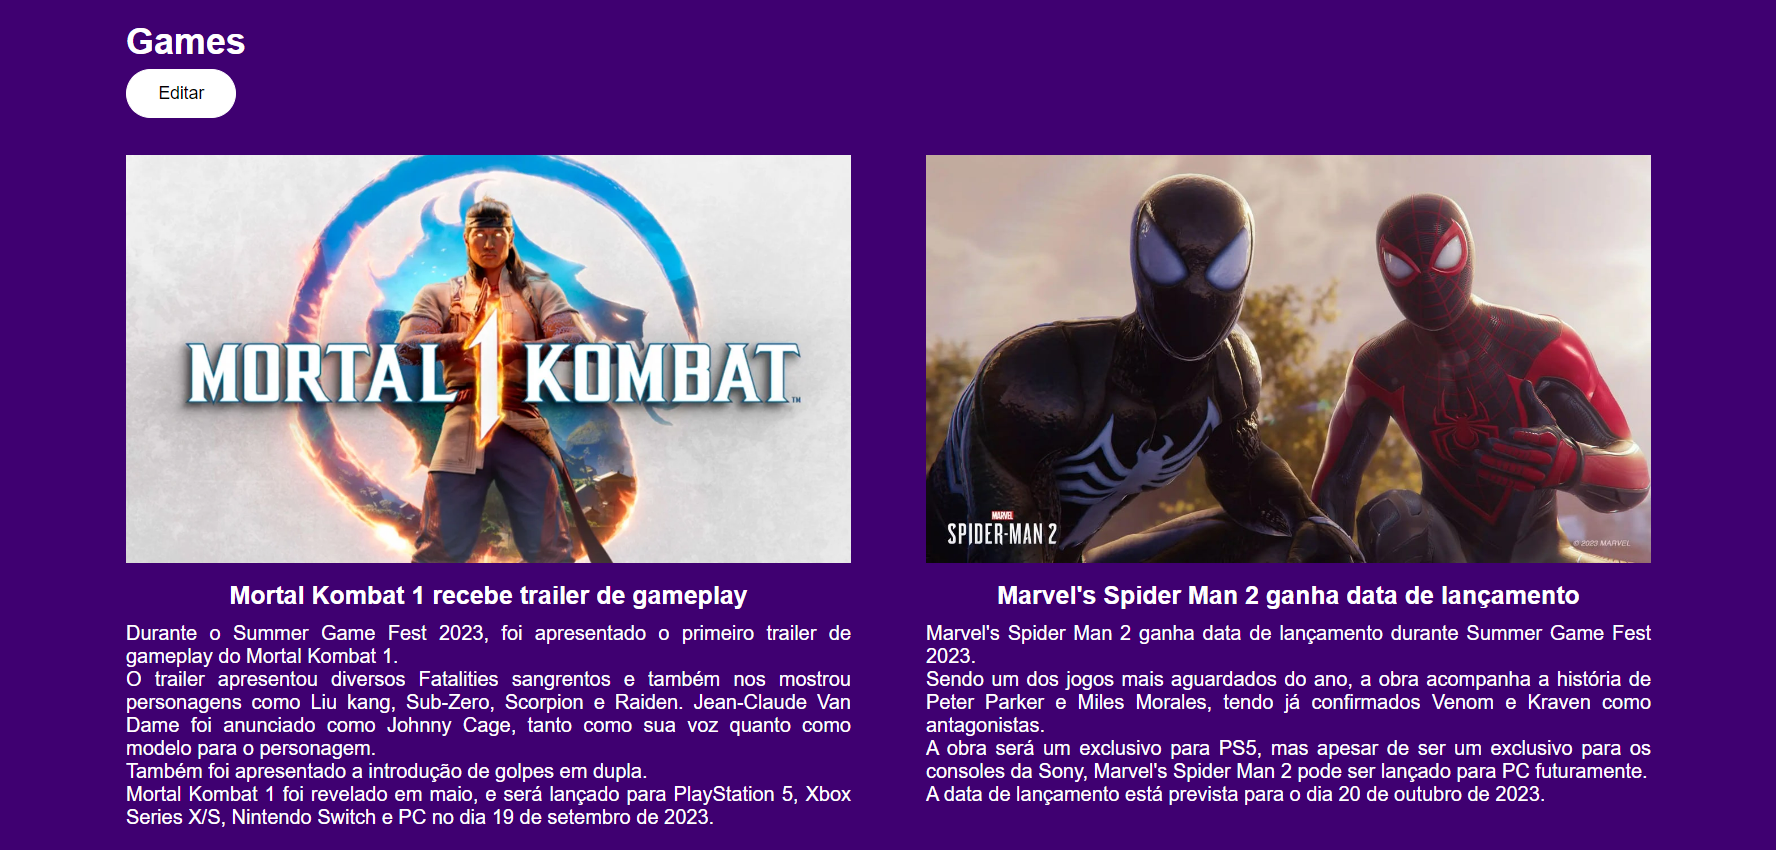 Games
Editar
MORTAL 1 KOMBAT™
MARVEL
SPIDER-MAN 2
© 2023 MARVEL
Mortal Kombat 1 recebe trailer de gameplay
Durante o Summer Game Fest 2023, foi apresentado o primeiro trailer de
gameplay do Mortal Kombat 1.
O trailer apresentou diversos Fatalities sangrentos e também nos mostrou
personagens como Liu kang, Sub-Zero, Scorpion e Raiden. Jean-Claude Van
Dame foi anunciado como Johnny Cage, tanto como sua voz quanto como
modelo para o personagem.
Também foi apresentado a introdução de golpes em dupla.
Mortal Kombat 1 foi revelado em maio, e será lançado para PlayStation 5, Xbox
Series X/S, Nintendo Switch e PC no dia 19 de setembro de 2023.
Marvel's Spider Man 2 ganha data de lançamento
Marvel's Spider Man 2 ganha data de lançamento durante Summer Game Fest
2023.
Sendo um dos jogos mais aguardados do ano, a obra acompanha a história de
Peter Parker e Miles Morales, tendo já confirmados Venom e Kraven como
antagonistas.
A obra será um exclusivo para PS5, mas apesar de ser um exclusivo para os
consoles da Sony, Marvel's Spider Man 2 pode ser lançado para PC futuramente.
A data de lançamento está prevista para o dia 20 de outubro de 2023.